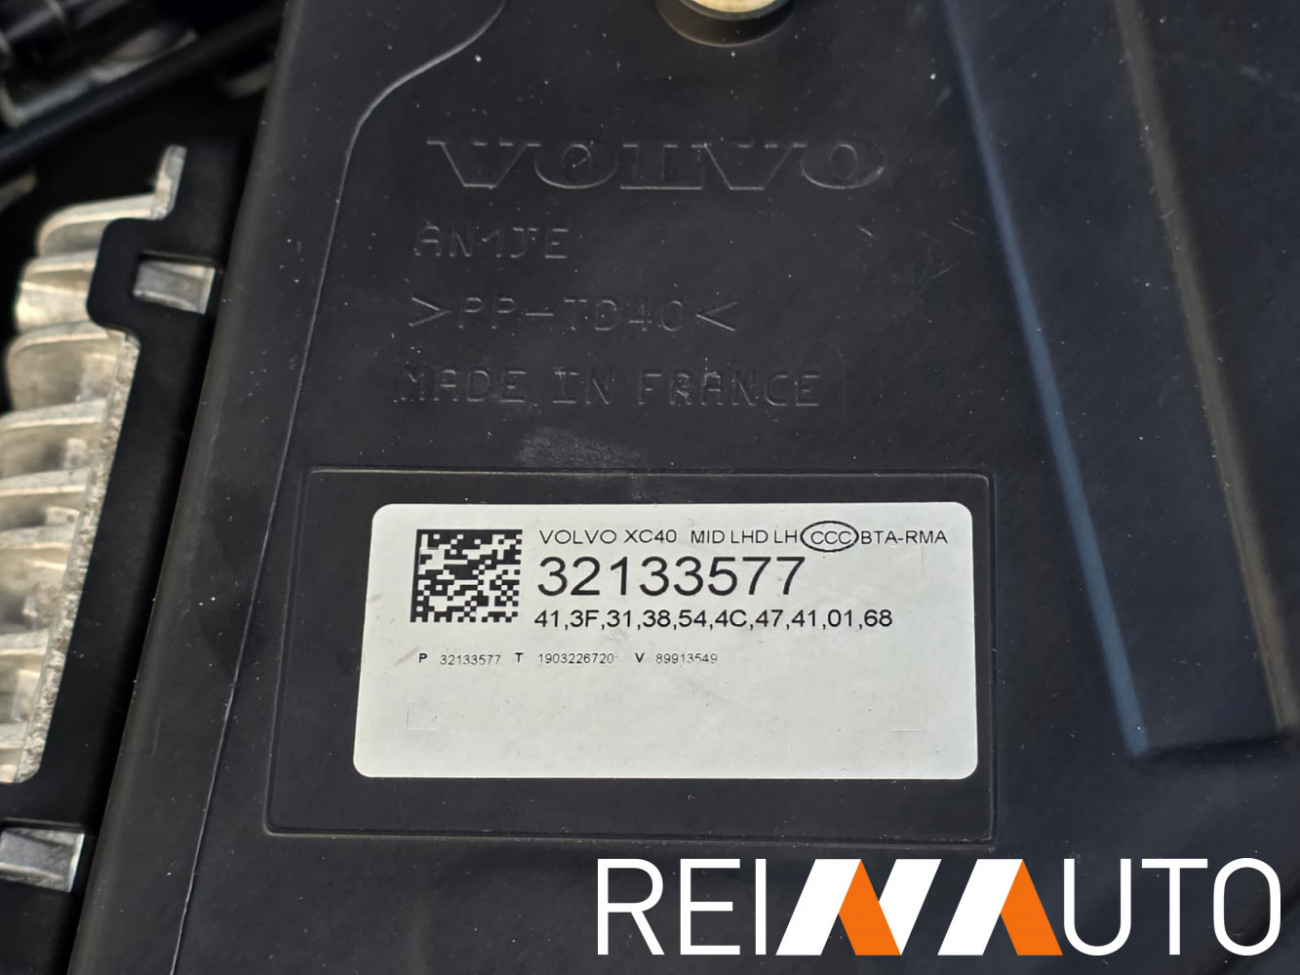 VOLVO
AN1JE
>PP-TD40<
MADE IN FRANCE
VOLVO XC40 MID LHD LH CCC BTA-RMA
32133577
41,3F,31,38,54,4C,47,41,01,68
P 32133577 T 1903226720 V 89913549
REINAUTO